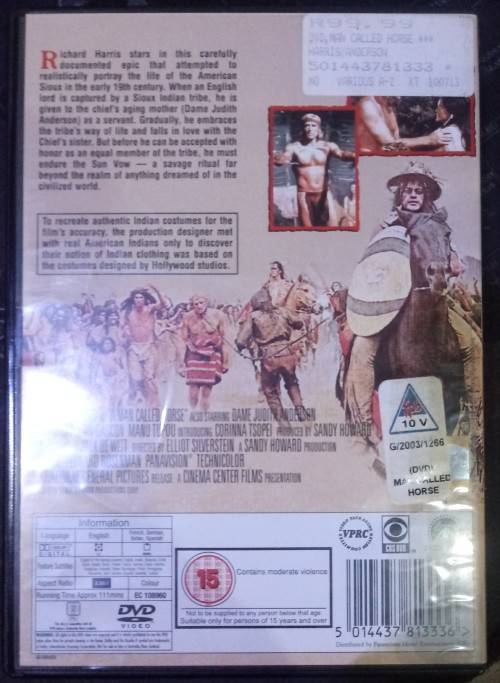 R99.99
DVD,MAN CALLED HORSE ***
HARRIS/ANDERSON
5014437813336
NO VARIOUS A-Z XT 100713
Richard Harris stars in this carefully
documented epic that attempted to
realistically portray the life of the American
Sioux in the early 19th century. When an English
lord is captured by a Sioux Indian tribe, he is
given to the chief's aging mother (Dame Judith
Anderson) as a servant. Gradually, he embraces
the tribe's way of life and falls in love with the
Chief's sister. But before he can be accepted with
honor as an equal member of the tribe, he must
endure the Sun Vow — a savage ritual far
beyond the realm of anything dreamed of in the
civilized world.
To recreate authentic Indian costumes for the
film's accuracy, the production designer met
with real American Indians only to discover
their notion of Indian clothing was based on
the costumes designed by Hollywood studios.
10 V
G/2003/1266
(DVD)
MAN CALLED
HORSE
A MAN CALLED HORSE" ALSO STARRING DAME JUDITH ANDERSON
MANU TUPOU INTRODUCING CORINNA TSOPEI PRODUCED BY SANDY HOWARD
DE WITT DIRECTED BY ELLIOT SILVERSTEIN A SANDY HOWARD PRODUCTION
PANAVISION® TECHNICOLOR
GENERAL PICTURES RELEASE A CINEMA CENTER FILMS PRESENTATION
Information
Language English
Feature Subtitles
Aspect Ratio Colour
Running Time Approx. 111mins EC 108960
DVD
VIDEO
15
Contains moderate violence
Not to be supplied to any person below that age
Suitable only for persons of 15 years and over
VPRC
CBS DVD
5 014437 813336 >
Distributed by Paramount Home Entertainment